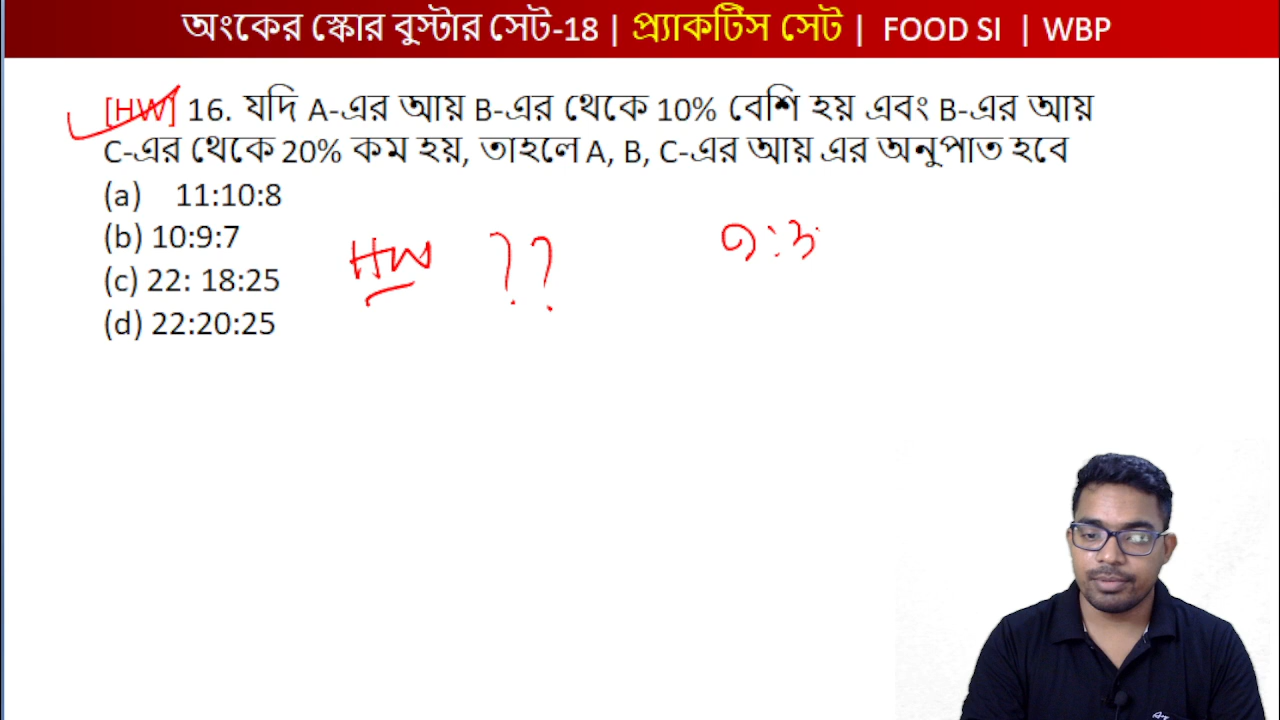 অংকের স্কোর বুস্টার সেট-18 | প্র্যাকটিস সেট | FOOD SI | WBP
[HW] 16. যদি A-এর আয় B-এর থেকে 10% বেশি হয় এবং B-এর আয়
C-এর থেকে 20% কম হয়, তাহলে A, B, C-এর আয় এর অনুপাত হবে
(a) 11:10:8
(b) 10:9:7
(c) 22: 18:25
(d) 22:20:25
HW ??